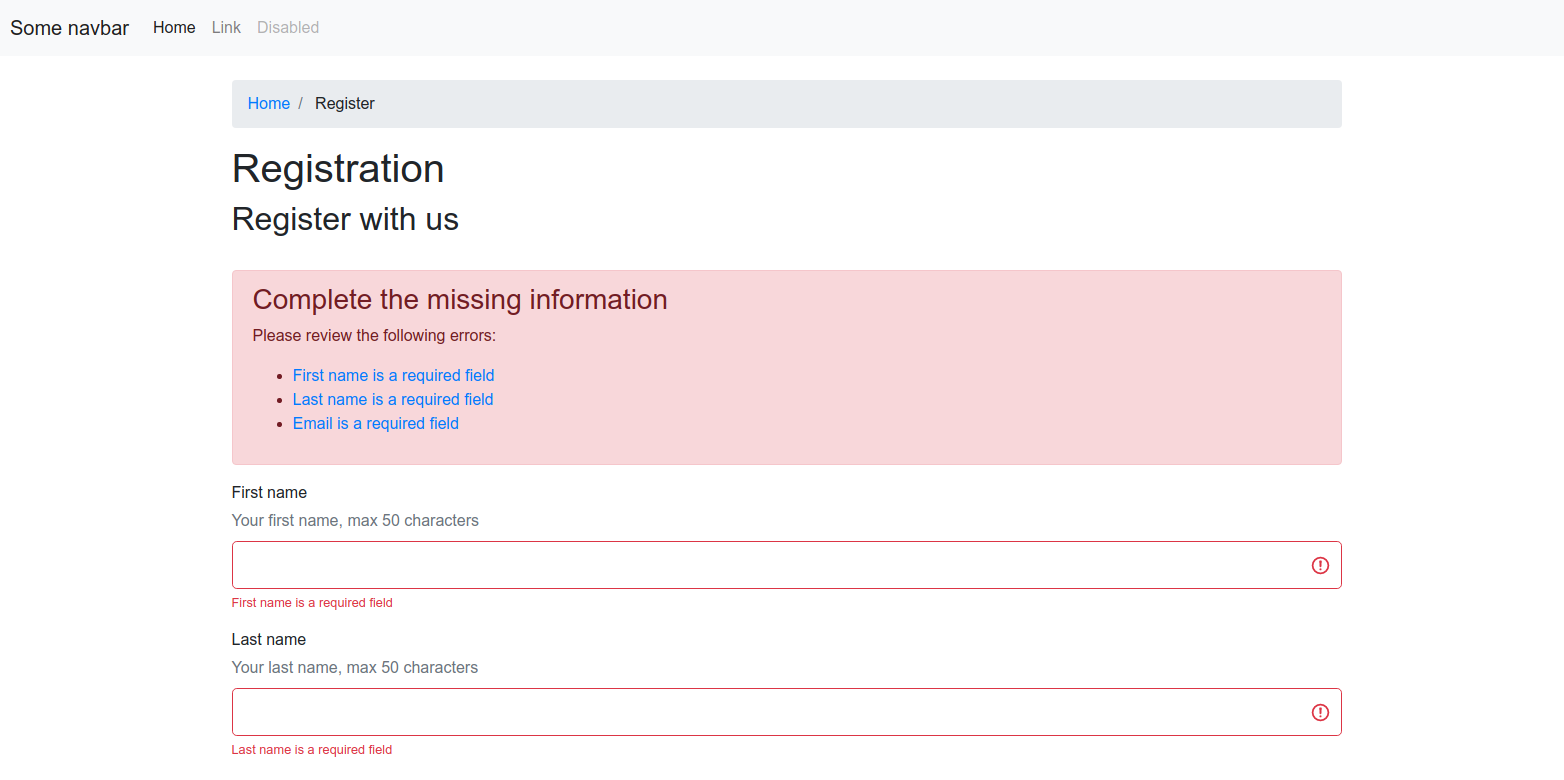 Some navbar Home Link Disabled
Home / Register
Registration
Register with us
Complete the missing information
Please review the following errors:
• First name is a required field
• Last name is a required field
• Email is a required field
First name
Your first name, max 50 characters
First name is a required field
Last name
Your last name, max 50 characters
Last name is a required field